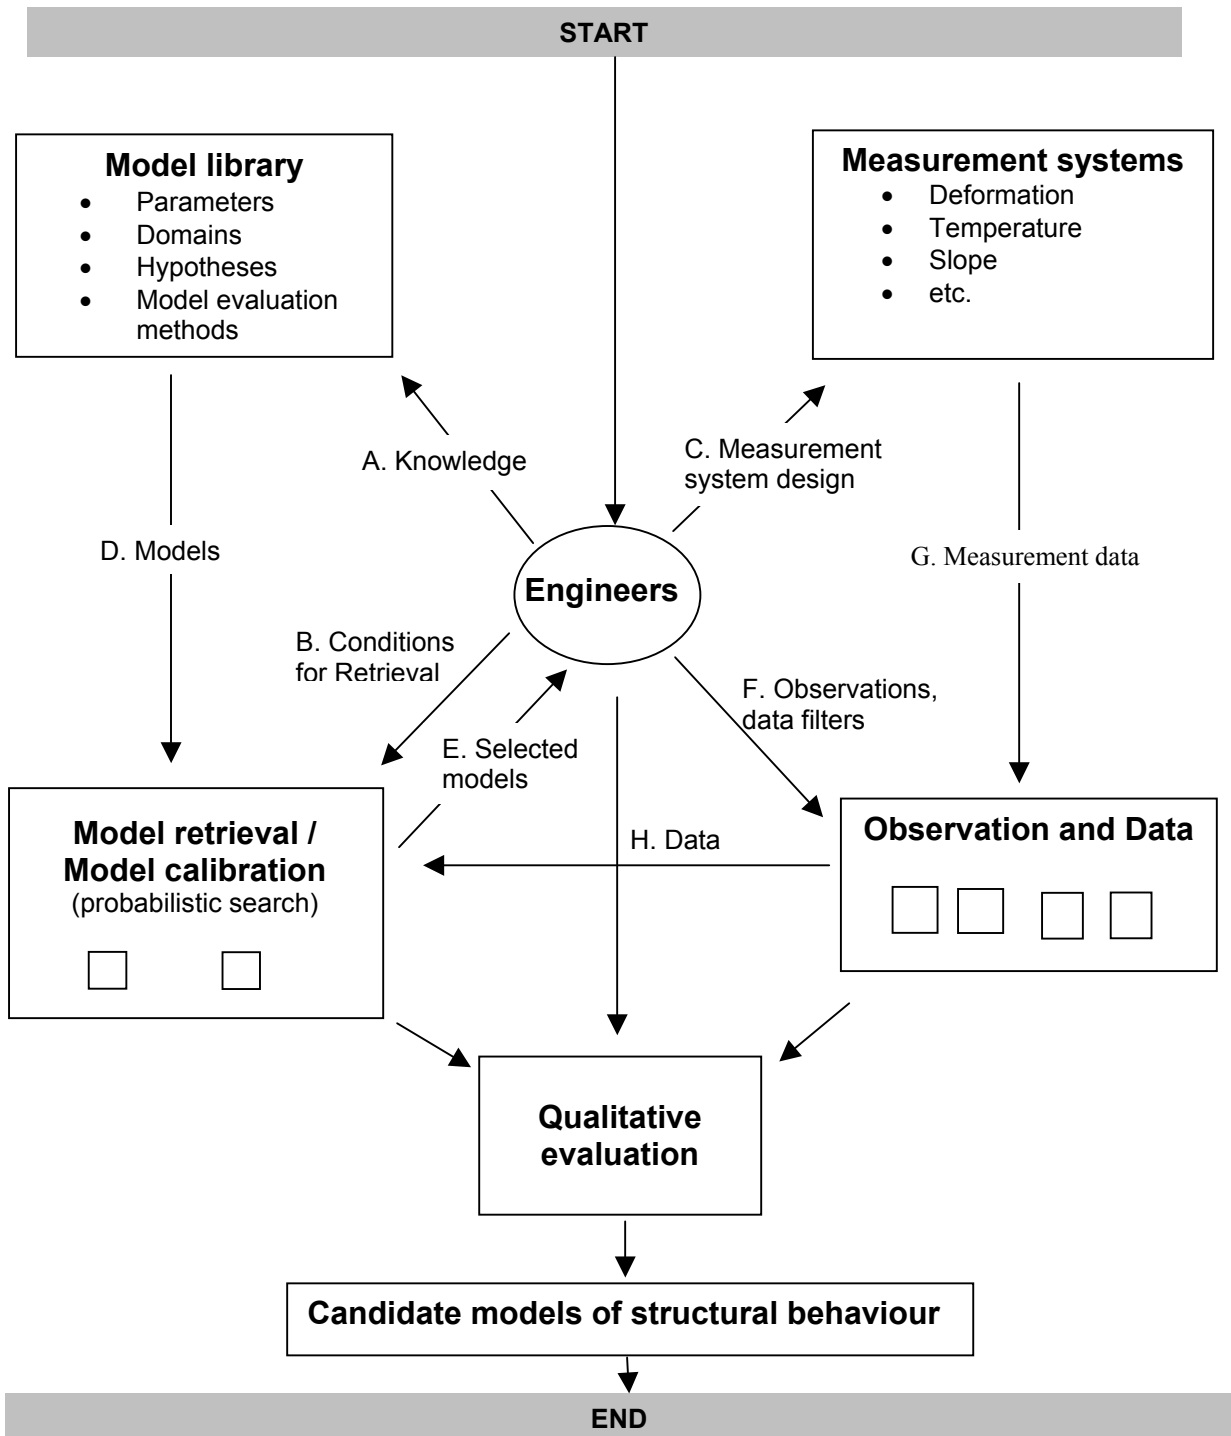 START
Model library
• Parameters
• Domains
• Hypotheses
• Model evaluation
methods
Measurement systems
• Deformation
• Temperature
• Slope
• etc.
A. Knowledge
C. Measurement
system design
D. Models
G. Measurement data
Engineers
B. Conditions
for Retrieval
E. Selected
models
F. Observations,
data filters
H. Data
Model retrieval /
Model calibration
(probabilistic search)
Observation and Data
Qualitative
evaluation
Candidate models of structural behaviour
END